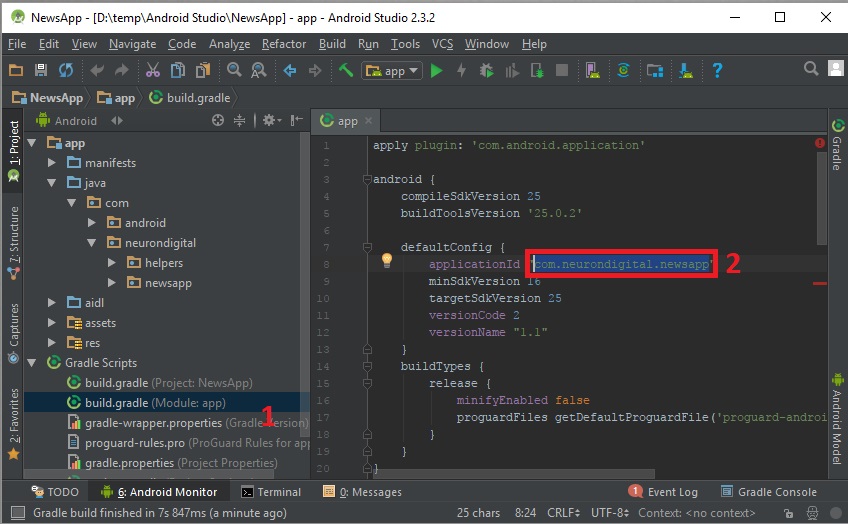 NewsApp - [D:\temp\Android Studio\NewsApp] - app - Android Studio 2.3.2
File Edit View Navigate Code Analyze Refactor Build Run Tools VCS Window Help
app
NewsApp app build.gradle
1: Project
7: Structure
Captures
2: Favorites
Android
app
manifests
java
com
android
neurondigital
helpers
newsapp
aidl
assets
res
Gradle Scripts
build.gradle (Project: NewsApp)
build.gradle (Module: app)
1
gradle-wrapper.properties (Gradle Version)
proguard-rules.pro (ProGuard Rules for app
gradle.properties (Project Properties)
app
1 apply plugin: 'com.android.application'
2
3 android {
4 compileSdkVersion 25
5 buildToolsVersion '25.0.2'
6
7 defaultConfig {
8 applicationId 'com.neurondigital.newsapp'
2
9 minSdkVersion 16
10 targetSdkVersion 25
11 versionCode 2
12 versionName "1.1"
13 }
14 buildTypes {
15 release {
16 minifyEnabled false
17 proguardFiles getDefaultProguardFile('proguard-androi
18 }
19 }
20 }
Gradle
Android Model
TODO 6: Android Monitor Terminal 0: Messages 1 Event Log Gradle Console
Gradle build finished in 7s 847ms (a minute ago) 25 chars 8:24 CRLF UTF-8 Context: <no context>